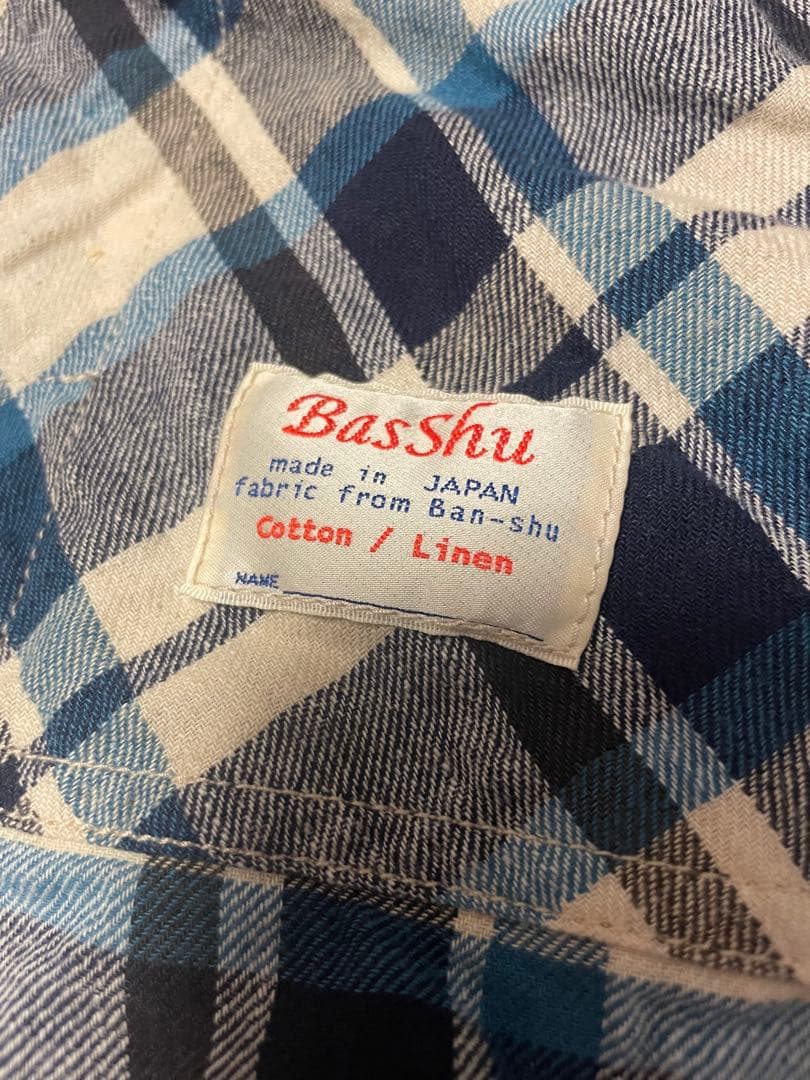 BasShu
made in JAPAN
fabric from Ban-shu
Cotton / Linen
NAME